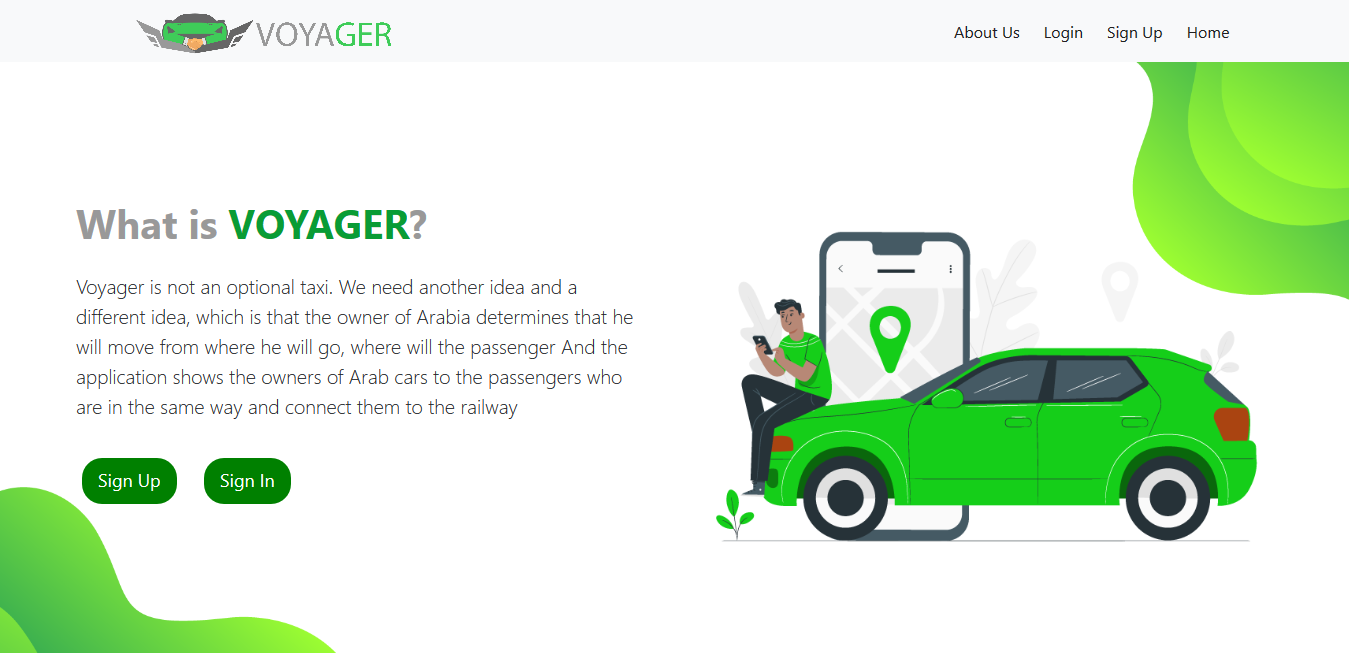 VOYAGER
About Us Login Sign Up Home
What is VOYAGER?
Voyager is not an optional taxi. We need another idea and a
different idea, which is that the owner of Arabia determines that he
will move from where he will go, where will the passenger And the
application shows the owners of Arab cars to the passengers who
are in the same way and connect them to the railway
Sign Up Sign In